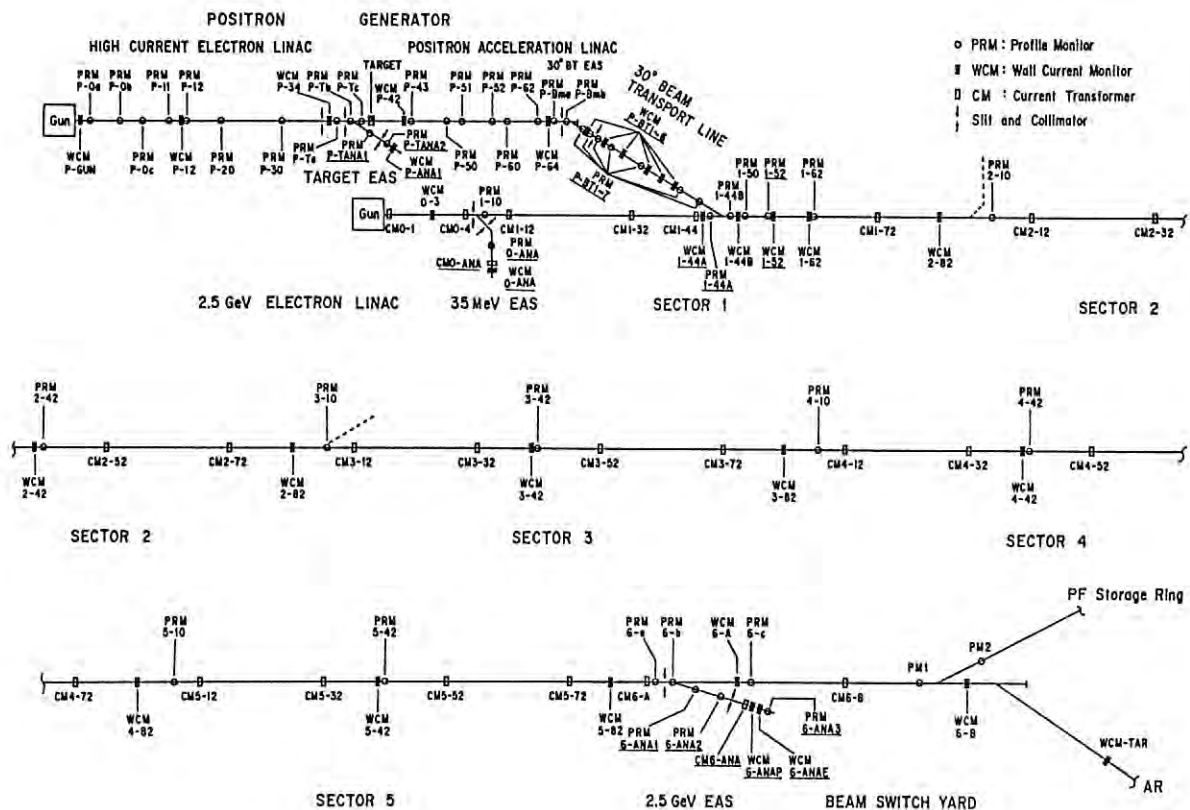 POSITRON GENERATOR
HIGH CURRENT ELECTRON LINAC
POSITRON ACCELERATION LINAC
PRM : Profile Monitor
WCM : Wall Current Monitor
CM : Current Transformer
Slit and Collimator
30° BEAM TRANSPORT LINE
30° BT EAS
TARGET
PRM P-0a
PRM P-0b
PRM P-11
PRM P-12
WCM P-34
PRM P-Tb
PRM P-Tc
WCM P-42
PRM P-43
PRM P-51
PRM P-52
PRM P-62
PRM P-Bme
PRM P-Bmb
Gun
WCM P-GUN
PRM P-0c
WCM P-12
PRM P-20
PRM P-30
PRM P-Ta
PRM P-TANA1
PRM P-TANA2
WCM P-ANA1
PRM P-50
PRM P-60
WCM P-64
WCM P-BT1~6
PRM P-BT1~7
TARGET EAS
Gun
CM0-1
WCM 0-3
CM0-4
PRM 1-10
CM1-12
PRM 0-ANA
CM0-ANA
WCM 0-ANA
CM1-32
CM1-44
WCM 1-44A
PRM 1-44A
PRM 1-44B
WCM 1-44B
PRM 1-50
PRM 1-52
WCM 1-52
PRM 1-62
WCM 1-62
CM1-72
WCM 2-82
PRM 2-10
CM2-12
CM2-32
2.5 GeV ELECTRON LINAC
35 MeV EAS
SECTOR 1
SECTOR 2
PRM 2-42
PRM 3-10
PRM 3-42
PRM 4-10
PRM 4-42
CM2-52
CM2-72
CM3-12
CM3-32
CM3-52
CM3-72
CM4-12
CM4-32
CM4-52
WCM 2-42
WCM 2-82
WCM 3-42
WCM 3-82
WCM 4-42
SECTOR 2
SECTOR 3
SECTOR 4
PF Storage Ring
PRM 5-10
PRM 5-42
PRM 6-a
PRM 6-b
WCM 6-A
PRM 6-c
PM1
PM2
CM4-72
CM5-12
CM5-32
CM5-52
CM5-72
CM6-A
CM6-B
WCM 4-82
WCM 5-42
WCM 5-82
PRM 6-ANA1
PRM 6-ANA2
CM6-ANA
WCM 6-ANAP
WCM 6-ANAE
PRM 6-ANA3
WCM 6-B
WCM-TAR
AR
SECTOR 5
2.5 GeV EAS
BEAM SWITCH YARD